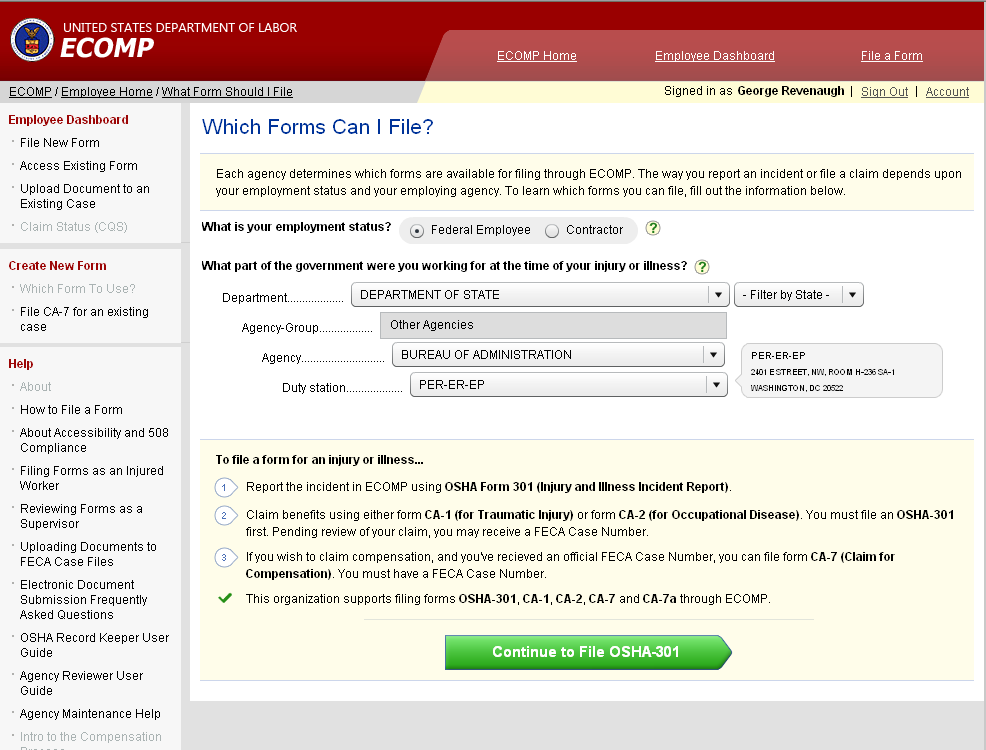 UNITED STATES DEPARTMENT OF LABOR
ECOMP
ECOMP Home
Employee Dashboard
File a Form
ECOMP / Employee Home / What Form Should I File
Signed in as George Revenaugh | Sign Out | Account
Employee Dashboard
File New Form
Access Existing Form
Upload Document to an
Existing Case
Claim Status (CQS)
Create New Form
Which Form To Use?
File CA-7 for an existing
case
Help
About
How to File a Form
About Accessibility and 508
Compliance
Filing Forms as an Injured
Worker
Reviewing Forms as a
Supervisor
Uploading Documents to
FECA Case Files
Electronic Document
Submission Frequently
Asked Questions
OSHA Record Keeper User
Guide
Agency Reviewer User
Guide
Agency Maintenance Help
Intro to the Compensation
Process
Which Forms Can I File?
Each agency determines which forms are available for filing through ECOMP. The way you report an incident or file a claim depends upon
your employment status and your employing agency. To learn which forms you can file, fill out the information below.
What is your employment status? Federal Employee Contractor ?
What part of the government were you working for at the time of your injury or illness? ?
Department................... DEPARTMENT OF STATE - Filter by State -
Agency-Group.................. Other Agencies
Agency............................ BUREAU OF ADMINISTRATION
Duty station................... PER-ER-EP
PER-ER-EP
2401 E STREET, NW, ROOM H-236 SA-1
WASHINGTON, DC 20522
To file a form for an injury or illness...
1 Report the incident in ECOMP using OSHA Form 301 (Injury and Illness Incident Report).
2 Claim benefits using either form CA-1 (for Traumatic Injury) or form CA-2 (for Occupational Disease). You must file an OSHA-301
first. Pending review of your claim, you may receive a FECA Case Number.
3 If you wish to claim compensation, and you've recieved an official FECA Case Number, you can file form CA-7 (Claim for
Compensation). You must have a FECA Case Number.
This organization supports filing forms OSHA-301, CA-1, CA-2, CA-7 and CA-7a through ECOMP.
Continue to File OSHA-301